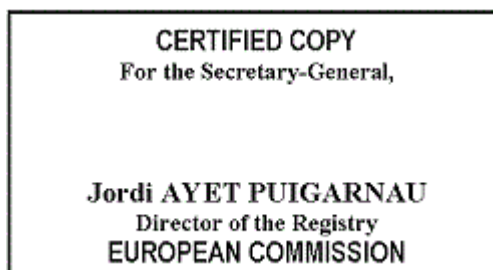 CERTIFIED COPY
For the Secretary-General,
Jordi AYET PUIGARNAU
Director of the Registry
EUROPEAN COMMISSION